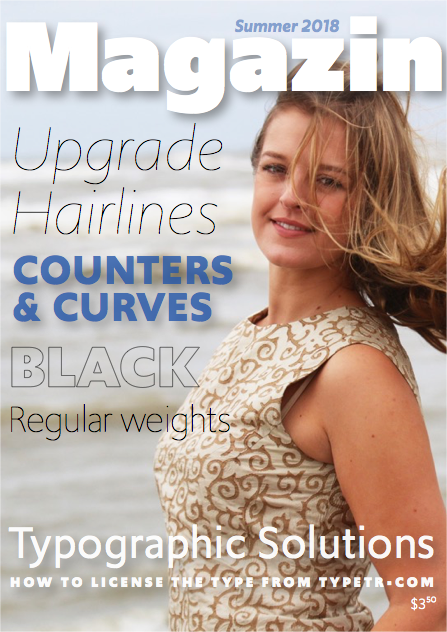 Summer 2018
Magazin
Upgrade
Hairlines
COUNTERS
& CURVES
BLACK
Regular weights
Typographic Solutions
HOW TO LICENSE THE TYPE FROM TYPETR.COM
$3⁵⁰